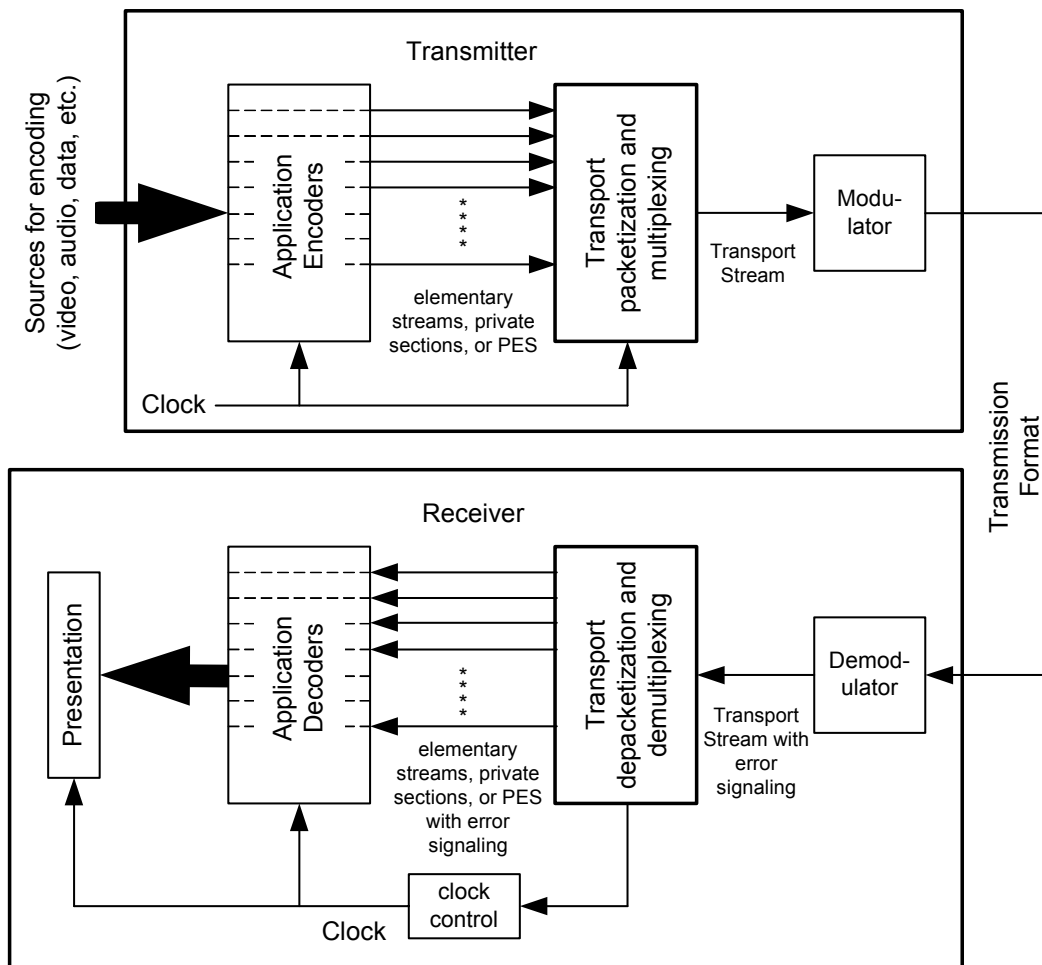 Transmitter
Sources for encoding
(video, audio, data, etc.)
Application
Encoders
* * * *
elementary
streams, private
sections, or PES
Transport
packetization and
multiplexing
Transport
Stream
Modu-
lator
Clock
Transmission
Format
Receiver
Presentation
Application
Decoders
* * * *
elementary
streams, private
sections, or PES
with error
signaling
Transport
depacketization and
demultiplexing
Transport
Stream with
error
signaling
Demod-
ulator
clock
control
Clock